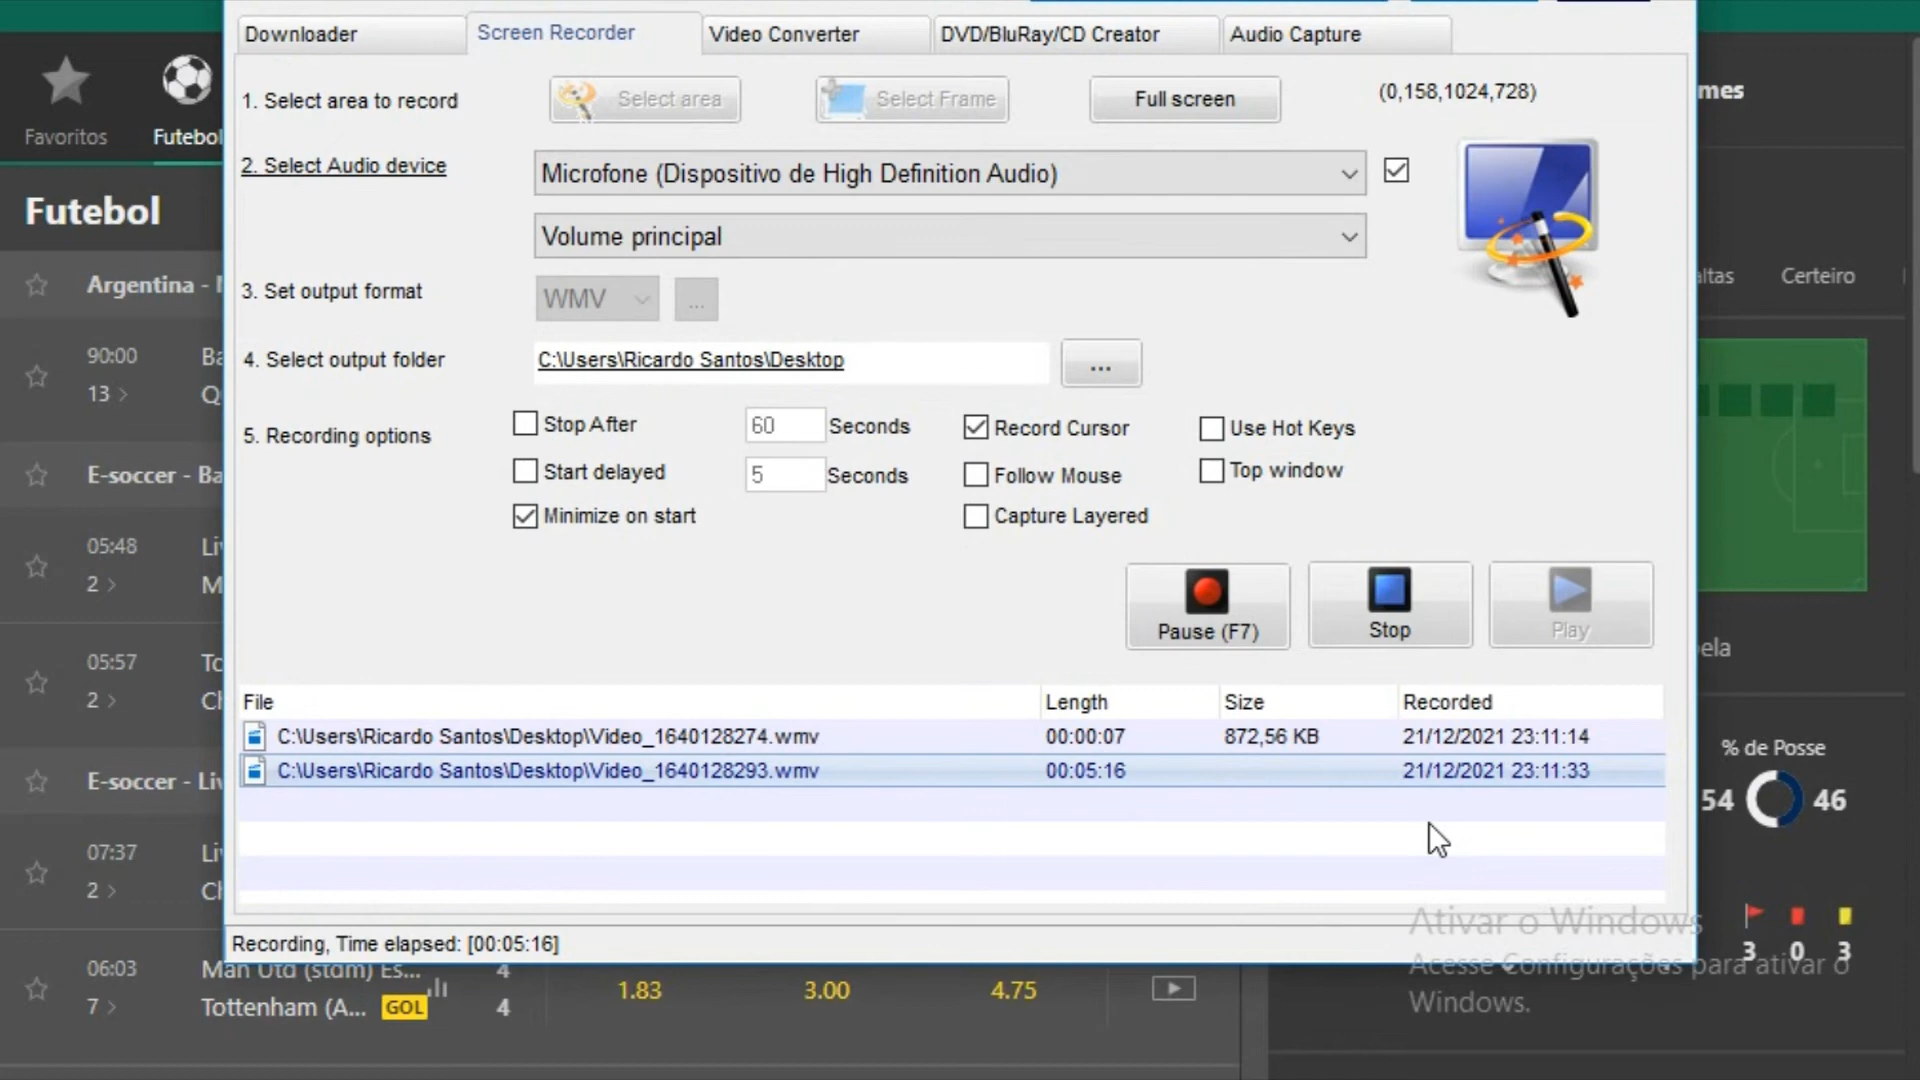 Downloader
Screen Recorder
Video Converter
DVD/BluRay/CD Creator
Audio Capture
1. Select area to record
Select area
Select Frame
Full screen
(0,158,1024,728)
2. Select Audio device
Microfone (Dispositivo de High Definition Audio)
Volume principal
3. Set output format
WMV
...
4. Select output folder
C:\Users\Ricardo Santos\Desktop
...
5. Recording options
Stop After
60
Seconds
Record Cursor
Use Hot Keys
Start delayed
5
Seconds
Follow Mouse
Top window
Minimize on start
Capture Layered
Pause (F7)
Stop
Play
File
Length
Size
Recorded
C:\Users\Ricardo Santos\Desktop\Video_1640128274.wmv
00:00:07
872,56 KB
21/12/2021 23:11:14
C:\Users\Ricardo Santos\Desktop\Video_1640128293.wmv
00:05:16
21/12/2021 23:11:33
Recording, Time elapsed: [00:05:16]
Favoritos
Futebol
Futebol
Argentina -
90:00
13 >
E-soccer - Ba
05:48
2 >
05:57
2 >
E-soccer - Liv
07:37
2 >
06:03
Man Utd (stdm) Es...
4
7 >
Tottenham (A...
GOL
4
1.83
3.00
4.75
mes
Certeiro
ela
% de Posse
54
46
3
0
3
Ativar o Windows
Acesse Configurações para ativar o
Windows.